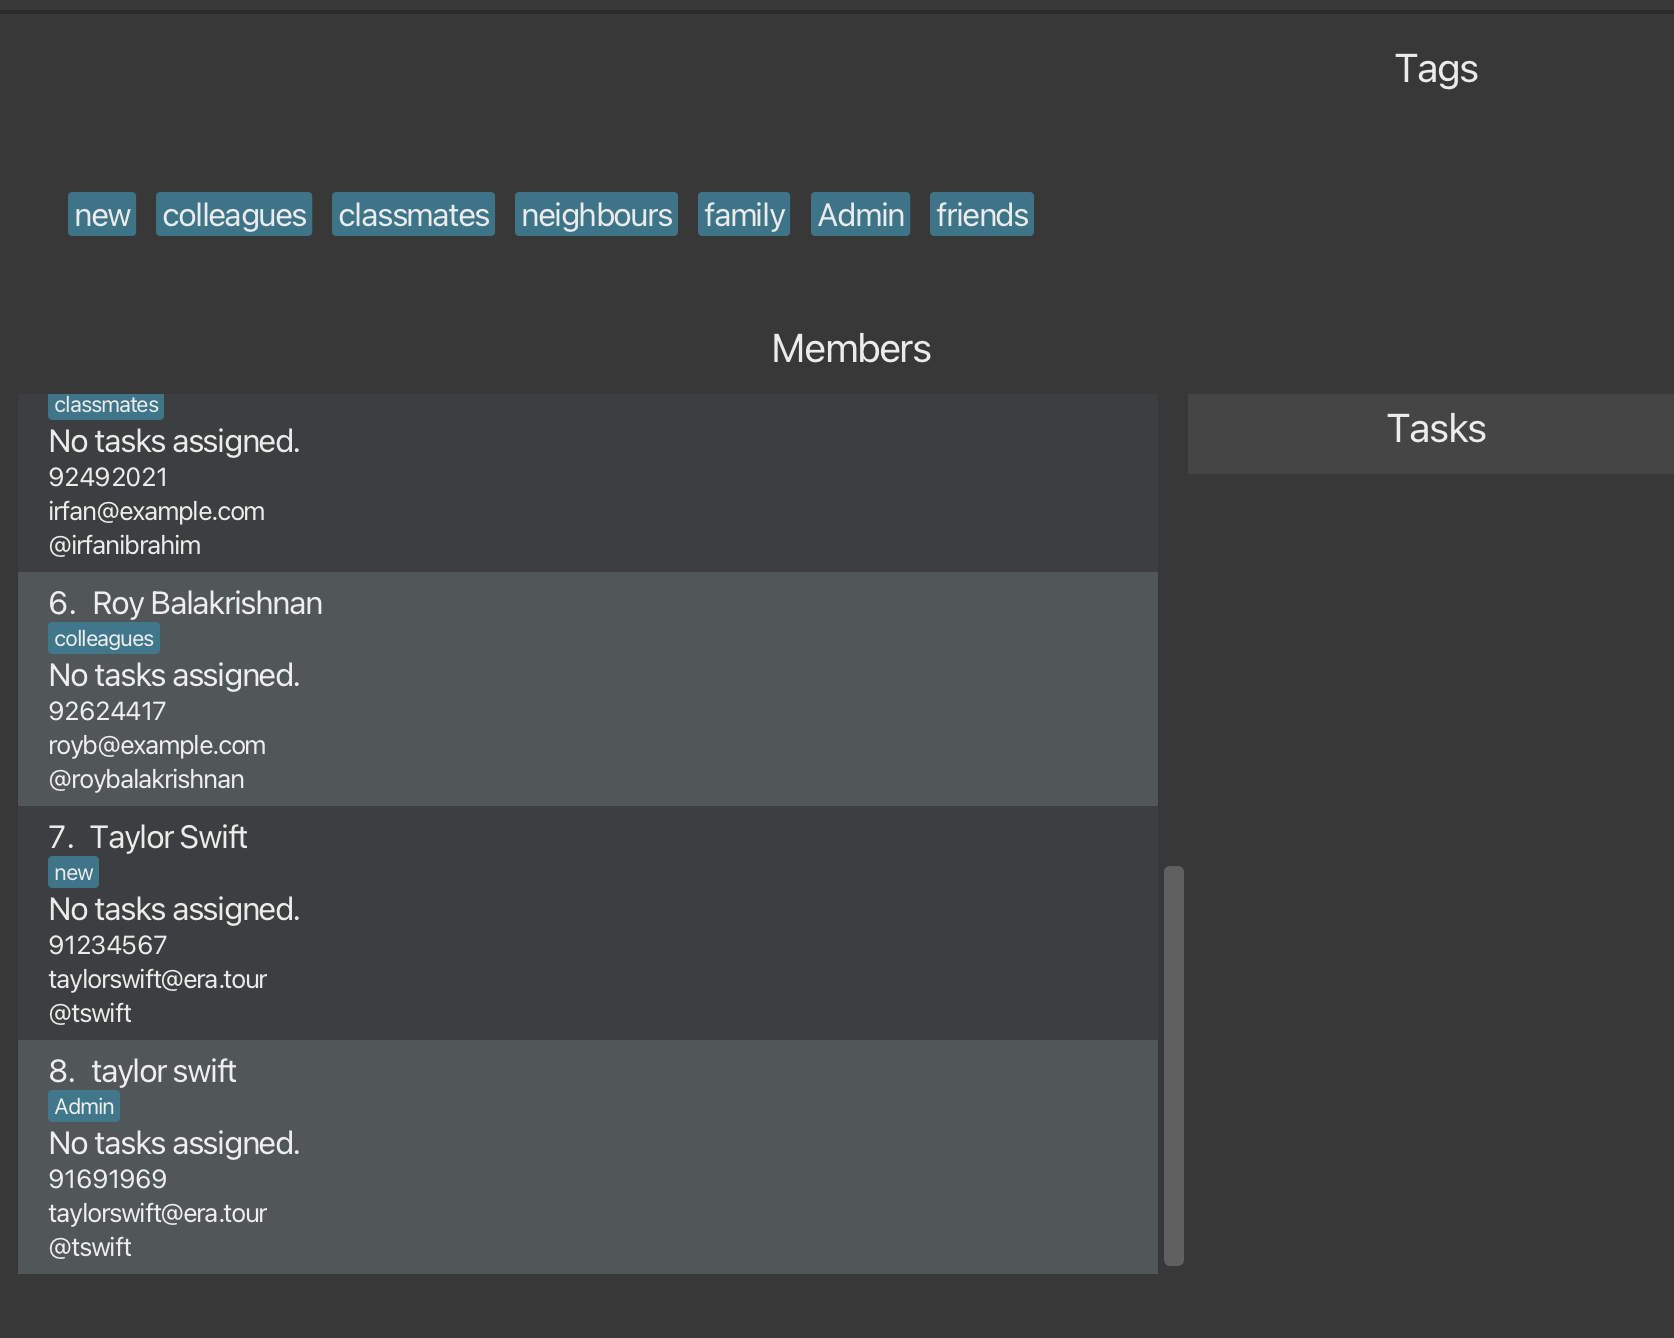 Tags
new colleagues classmates neighbours family Admin friends
Members
classmates
No tasks assigned.
92492021
irfan@example.com
@irfanibrahim
6. Roy Balakrishnan
colleagues
No tasks assigned.
92624417
royb@example.com
@roybalakrishnan
7. Taylor Swift
new
No tasks assigned.
91234567
taylorswift@era.tour
@tswift
8. taylor swift
Admin
No tasks assigned.
91691969
taylorswift@era.tour
@tswift
Tasks